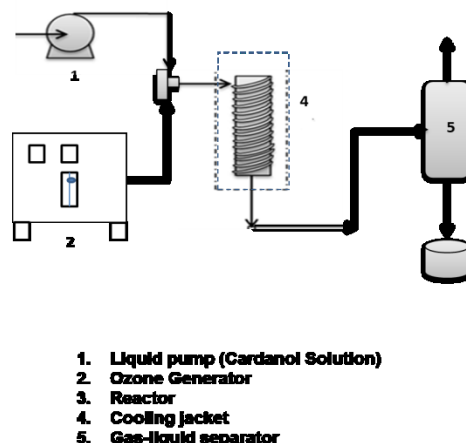 1
4
5
2
1. Liquid pump (Cardanol Solution)
2. Ozone Generator
3. Reactor
4. Cooling jacket
5. Gas-liquid separator